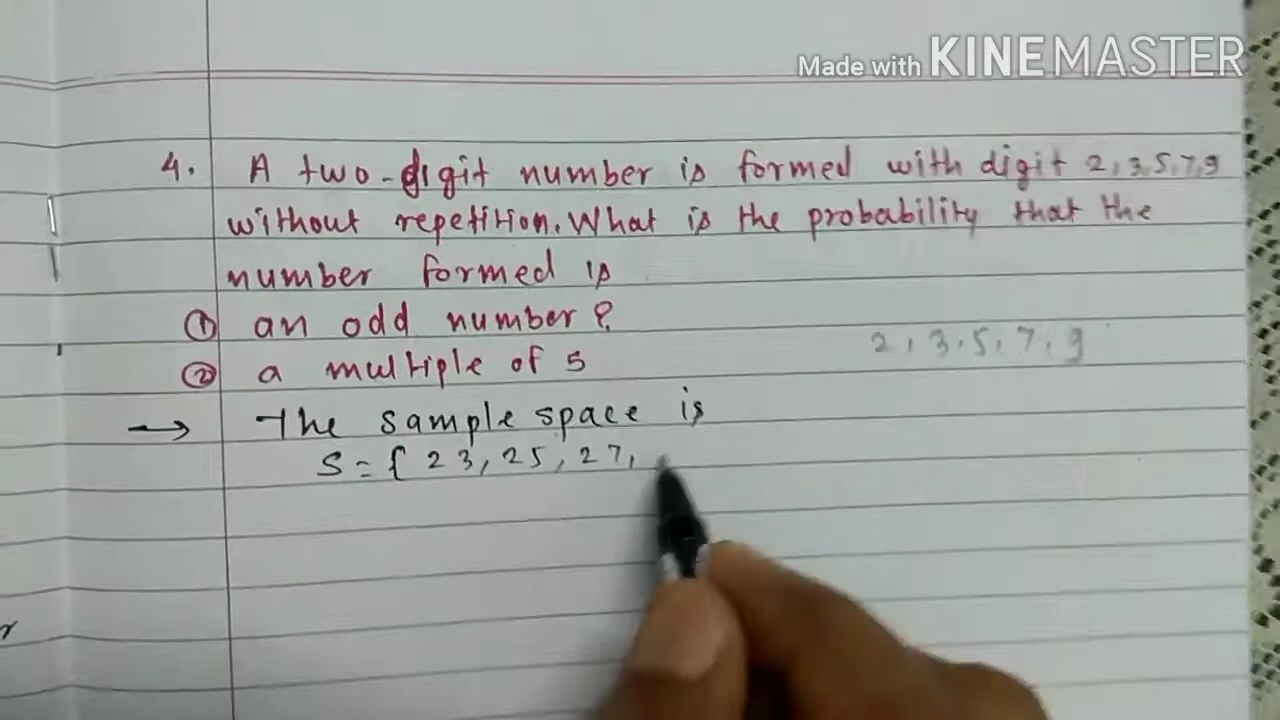 Made with KINEMASTER
4. A two-digit number is formed with digit 2,3,5,7,9
without repetition. What is the probability that the
number formed is
① an odd number?
② a multiple of 5
2, 3, 5, 7, 9
→ The sample space is
S = { 23, 25, 27,